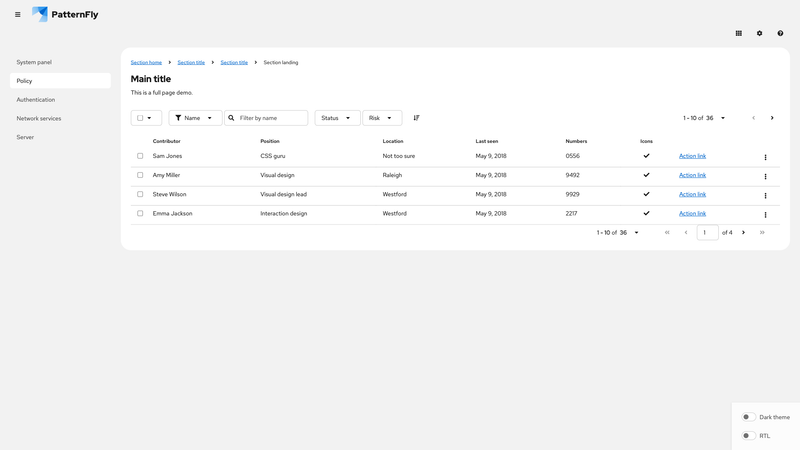 PatternFly
System panel
Policy
Authentication
Network services
Server
Section home Section title Section title Section landing
Main title
This is a full page demo.
Name Filter by name Status Risk 1 - 10 of 36
Contributor Position Location Last seen Numbers Icons
Sam Jones CSS guru Not too sure May 9, 2018 0556 Action link
Amy Miller Visual design Raleigh May 9, 2018 9492 Action link
Steve Wilson Visual design lead Westford May 9, 2018 9929 Action link
Emma Jackson Interaction design Westford May 9, 2018 2217 Action link
1 - 10 of 36 1 of 4
Dark theme
RTL